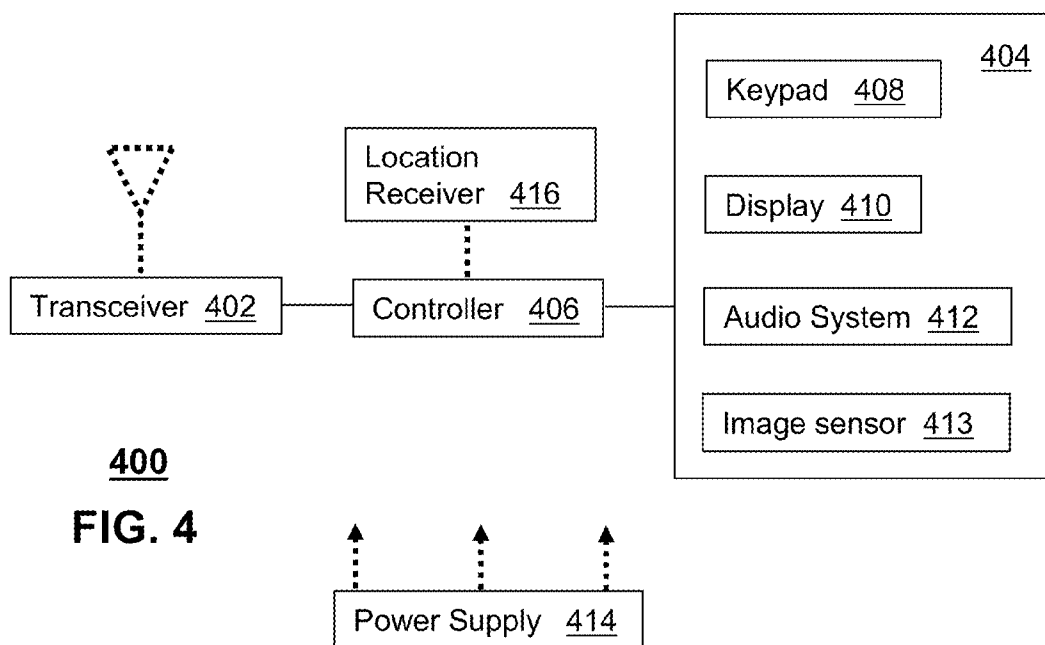 404
Keypad 408
Location
Receiver 416
Display 410
Transceiver 402
Controller 406
Audio System 412
Image sensor 413
400
FIG. 4
Power Supply 414